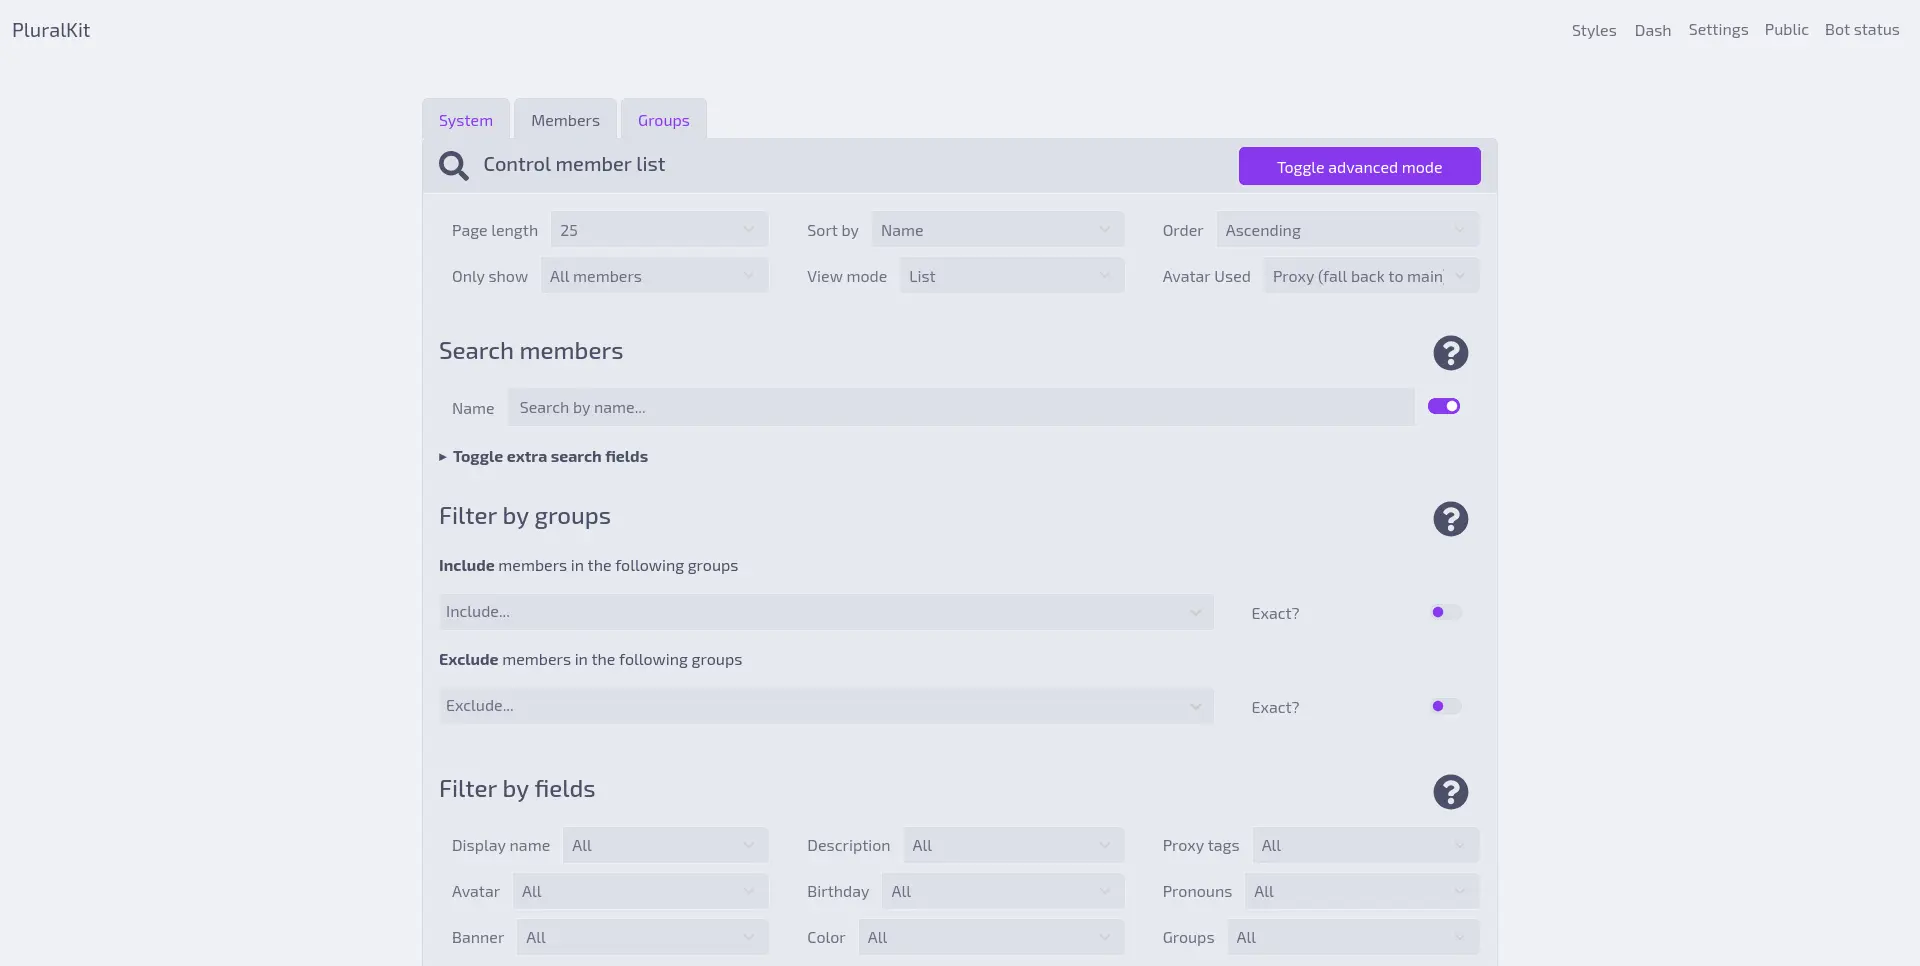 PluralKit
Styles Dash Settings Public Bot status
System Members Groups
Control member list Toggle advanced mode
Page length 25 Sort by Name Order Ascending
Only show All members View mode List Avatar Used Proxy (fall back to main)
Search members ?
Name Search by name...
▸ Toggle extra search fields
Filter by groups ?
Include members in the following groups
Include... Exact?
Exclude members in the following groups
Exclude... Exact?
Filter by fields ?
Display name All Description All Proxy tags All
Avatar All Birthday All Pronouns All
Banner All Color All Groups All